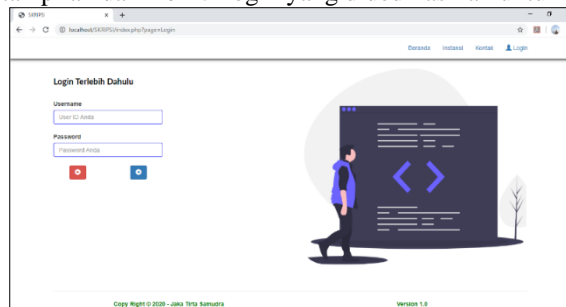 SKRIPSI
localhost/SKRIPSI/index.php?page=Login
Beranda Instansi Kontak Login
Login Terlebih Dahulu
Username
User ID Anda
Password
Password Anda
Copy Right © 2020 - Jaka Tirta Samudra
Version 1.0